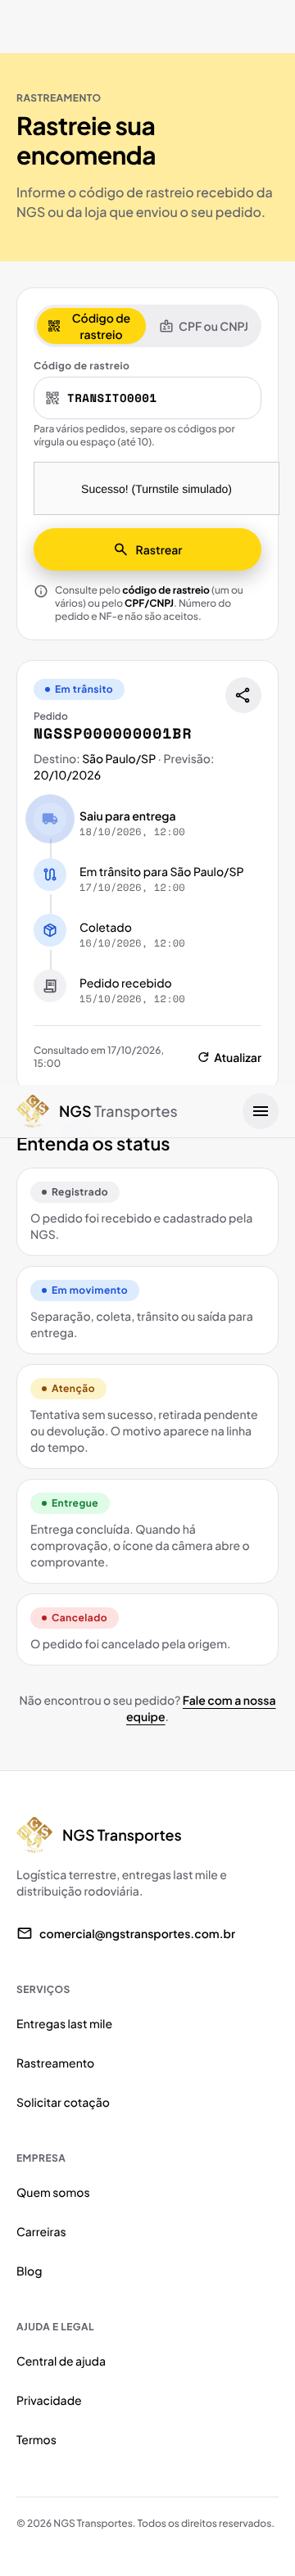 RASTREAMENTO
Rastreie sua
encomenda
Informe o código de rastreio recebido da
NGS ou da loja que enviou o seu pedido.
Código de
rastreio
CPF ou CNPJ
Código de rastreio
TRANSITO0001
Para vários pedidos, separe os códigos por
vírgula ou espaço (até 10).
Sucesso! (Turnstile simulado)
Rastrear
Consulte pelo código de rastreio (um ou
vários) ou pelo CPF/CNPJ. Número do
pedido e NF-e não são aceitos.
Em trânsito
Pedido
NGSSP000000001BR
Destino: São Paulo/SP · Previsão:
20/10/2026
Saiu para entrega
18/10/2026, 12:00
Em trânsito para São Paulo/SP
17/10/2026, 12:00
Coletado
16/10/2026, 12:00
Pedido recebido
15/10/2026, 12:00
Consultado em 17/10/2026,
15:00
Atualizar
NGS Transportes
Entenda os status
Registrado
O pedido foi recebido e cadastrado pela
NGS.
Em movimento
Separação, coleta, trânsito ou saída para
entrega.
Atenção
Tentativa sem sucesso, retirada pendente
ou devolução. O motivo aparece na linha
do tempo.
Entregue
Entrega concluída. Quando há
comprovação, o ícone da câmera abre o
comprovante.
Cancelado
O pedido foi cancelado pela origem.
Não encontrou o seu pedido? Fale com a nossa
equipe.
NGS Transportes
Logística terrestre, entregas last mile e
distribuição rodoviária.
comercial@ngstransportes.com.br
SERVIÇOS
Entregas last mile
Rastreamento
Solicitar cotação
EMPRESA
Quem somos
Carreiras
Blog
AJUDA E LEGAL
Central de ajuda
Privacidade
Termos
© 2026 NGS Transportes. Todos os direitos reservados.